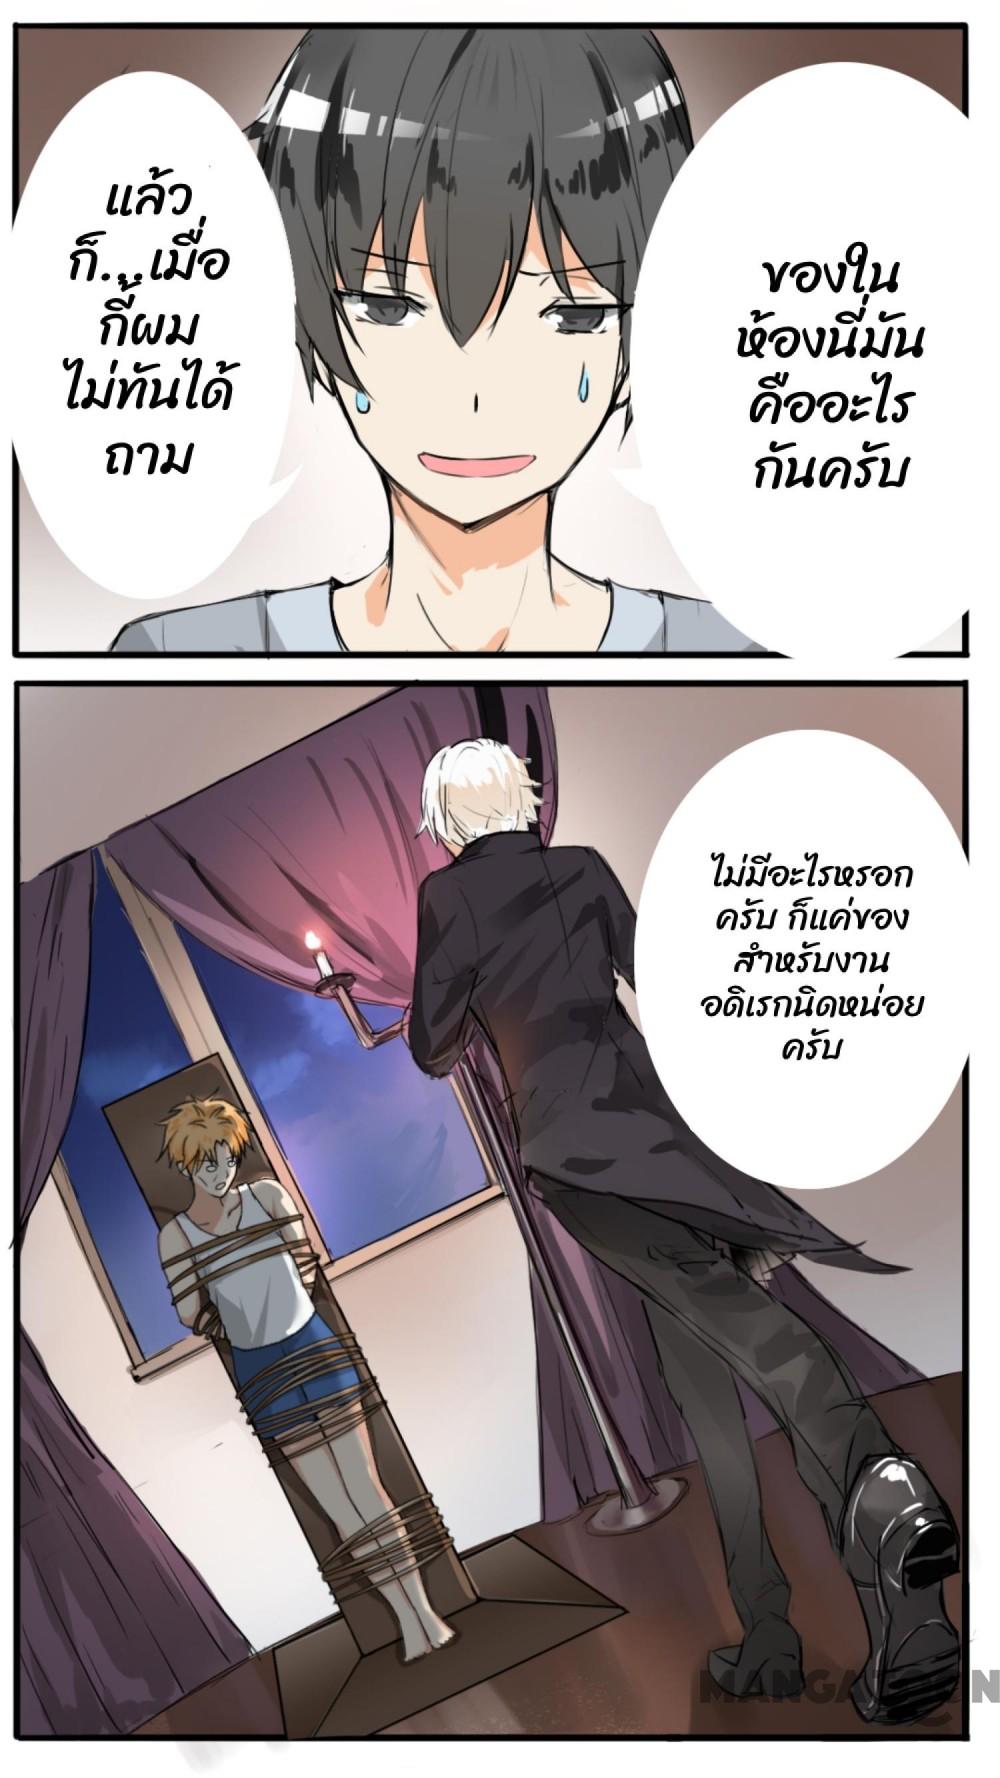 แล้ว
ก็...เมื่อ
กี้ผม
ไม่ทันได้
ถาม
ของใน
ห้องนี่มัน
คืออะไร
กันครับ
ไม่มีอะไรหรอก
ครับ ก็แค่ของ
สำหรับงาน
อดิเรกนิดหน่อย
ครับ
MANGATOON